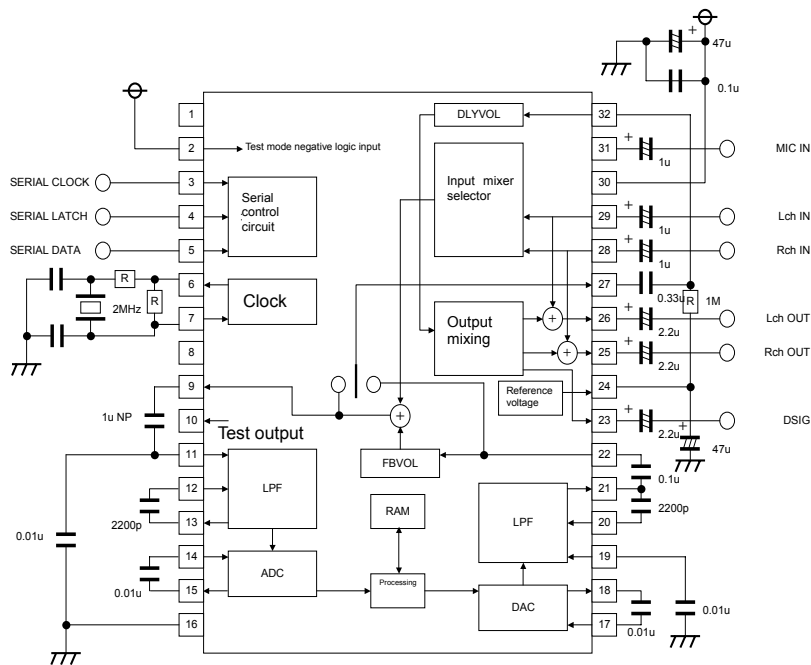 47u
0.1u
1
DLYVOL
32
2
Test mode negative logic input
31
1u
MIC IN
SERIAL CLOCK
3
Serial
control
circuit
Input mixer
selector
30
SERIAL LATCH
4
29
1u
Lch IN
SERIAL DATA
5
28
1u
Rch IN
R
6
Clock
27
0.33u
R
1M
2MHz
R
7
Output
mixing
26
2.2u
Lch OUT
8
25
2.2u
Rch OUT
9
Reference
voltage
24
1u NP
10
Test output
23
2.2u
DSIG
47u
11
FBVOL
22
0.1u
12
LPF
RAM
LPF
21
2200p
13
20
2200p
0.01u
14
ADC
Processing
19
0.01u
15
DAC
18
0.01u
16
17
0.01u